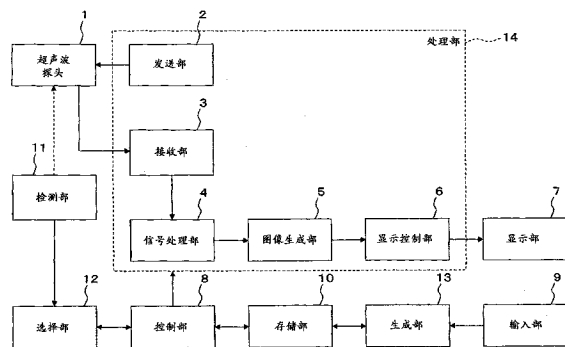 1
2
处理部
14
超声波
探头
发送部
3
接收部
11
检测部
4
5
6
7
信号处理部
图像生成部
显示控制部
显示部
12
8
10
13
9
选择部
控制部
存储部
生成部
输入部